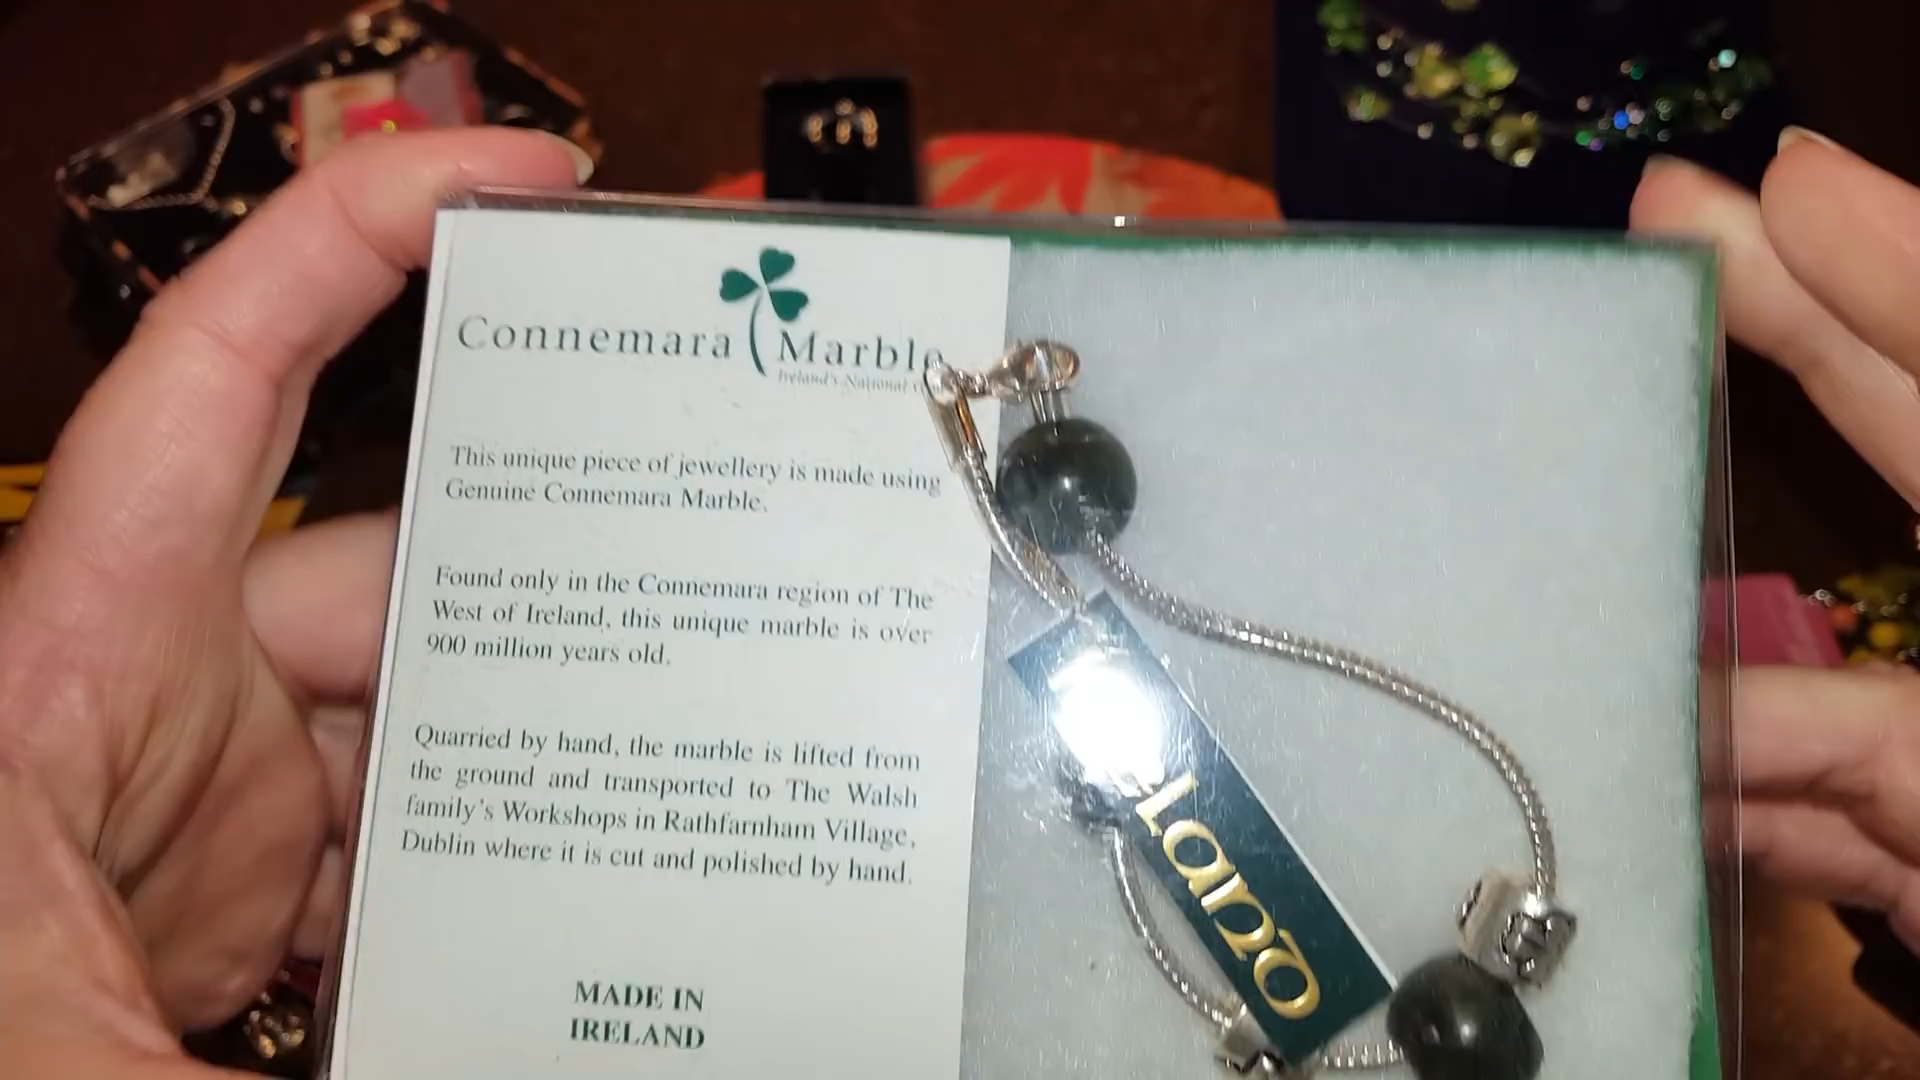 Connemara Marble
Ireland's National
This unique piece of jewellery is made using
Genuine Connemara Marble.
Found only in the Connemara region of The
West of Ireland, this unique marble is over
900 million years old.
Quarried by hand, the marble is lifted from
the ground and transported to The Walsh
family's Workshops in Rathfarnham Village,
Dublin where it is cut and polished by hand.
MADE IN
IRELAND